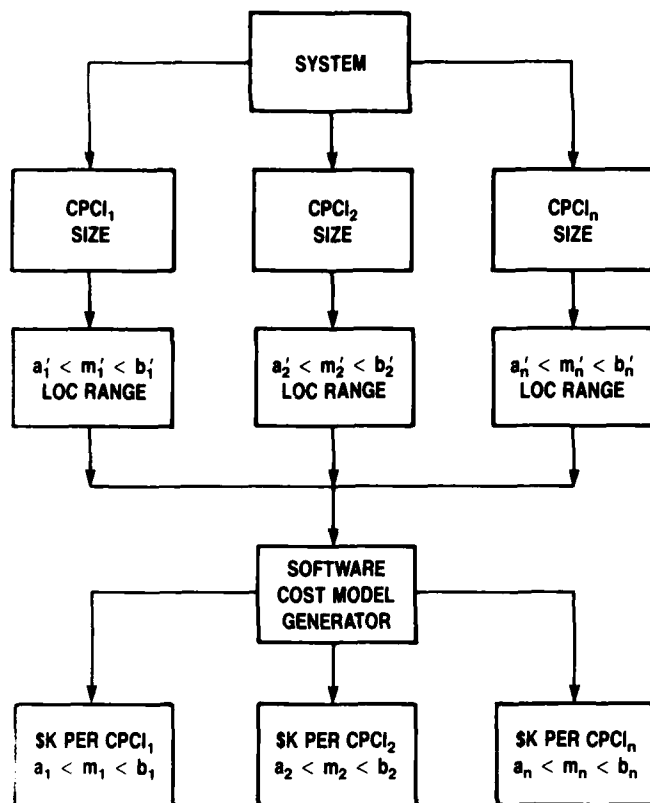 SYSTEM
CPCI₁
SIZE
CPCI₂
SIZE
CPCIₙ
SIZE
a₁′ < m₁′ < b₁′
LOC RANGE
a₂′ < m₂′ < b₂′
LOC RANGE
aₙ′ < mₙ′ < bₙ′
LOC RANGE
SOFTWARE
COST MODEL
GENERATOR
$K PER CPCI₁
a₁ < m₁ < b₁
$K PER CPCI₂
a₂ < m₂ < b₂
$K PER CPCIₙ
aₙ < mₙ < bₙ